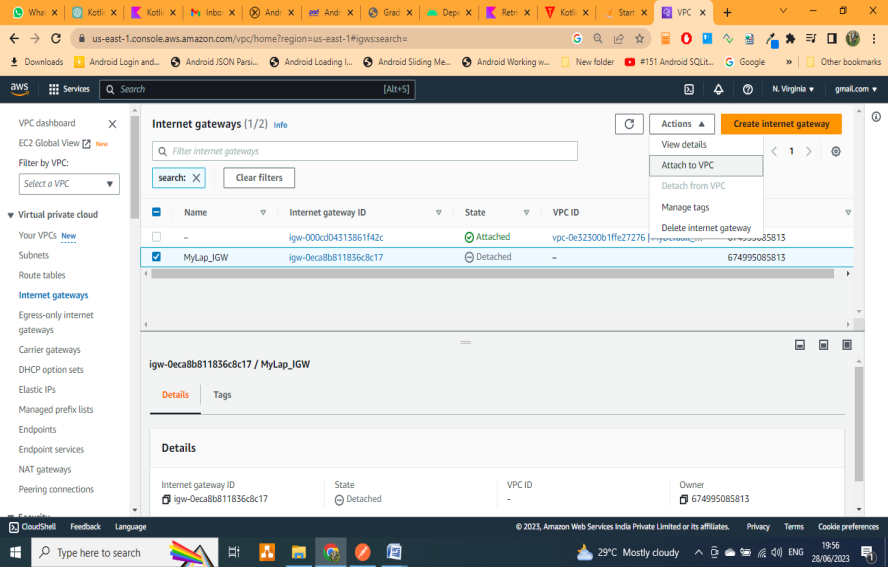 What
Kotlin
Kotlin
Inbo
Andr
Andr
Grad
Depe
Retr
Kotlin
Start
VPC
us-east-1.console.aws.amazon.com/vpc/home?region=us-east-1#igws:search=
Downloads
Android Login and...
Android JSON Parsi...
Android Loading I...
Android Sliding Me...
Android Working w...
New folder
#151 Android SQLit...
Google
»
Other bookmarks
aws
Services
Search
[Alt+S]
N. Virginia
gmail.com
VPC dashboard
EC2 Global View New
Filter by VPC:
Select a VPC
Virtual private cloud
Your VPCs New
Subnets
Route tables
Internet gateways
Egress-only internet
gateways
Carrier gateways
DHCP option sets
Elastic IPs
Managed prefix lists
Endpoints
Endpoint services
NAT gateways
Peering connections
Internet gateways (1/2) Info
Actions
Create internet gateway
Filter internet gateways
1
search:
Clear filters
View details
Attach to VPC
Detach from VPC
Manage tags
Delete internet gateway
Name Internet gateway ID State VPC ID
– igw-000cd04313861f42c Attached vpc-0e32300b1ffe27276 | MyDefault_... 674995085813
MyLap_IGW igw-0eca8b811836c8c17 Detached – 674995085813
igw-0eca8b811836c8c17 / MyLap_IGW
Details Tags
Details
Internet gateway ID State VPC ID Owner
igw-0eca8b811836c8c17 Detached - 674995085813
CloudShell Feedback Language
© 2023, Amazon Web Services India Private Limited or its affiliates. Privacy Terms Cookie preferences
Type here to search
29°C Mostly cloudy
ENG
19:56
28/06/2023
1